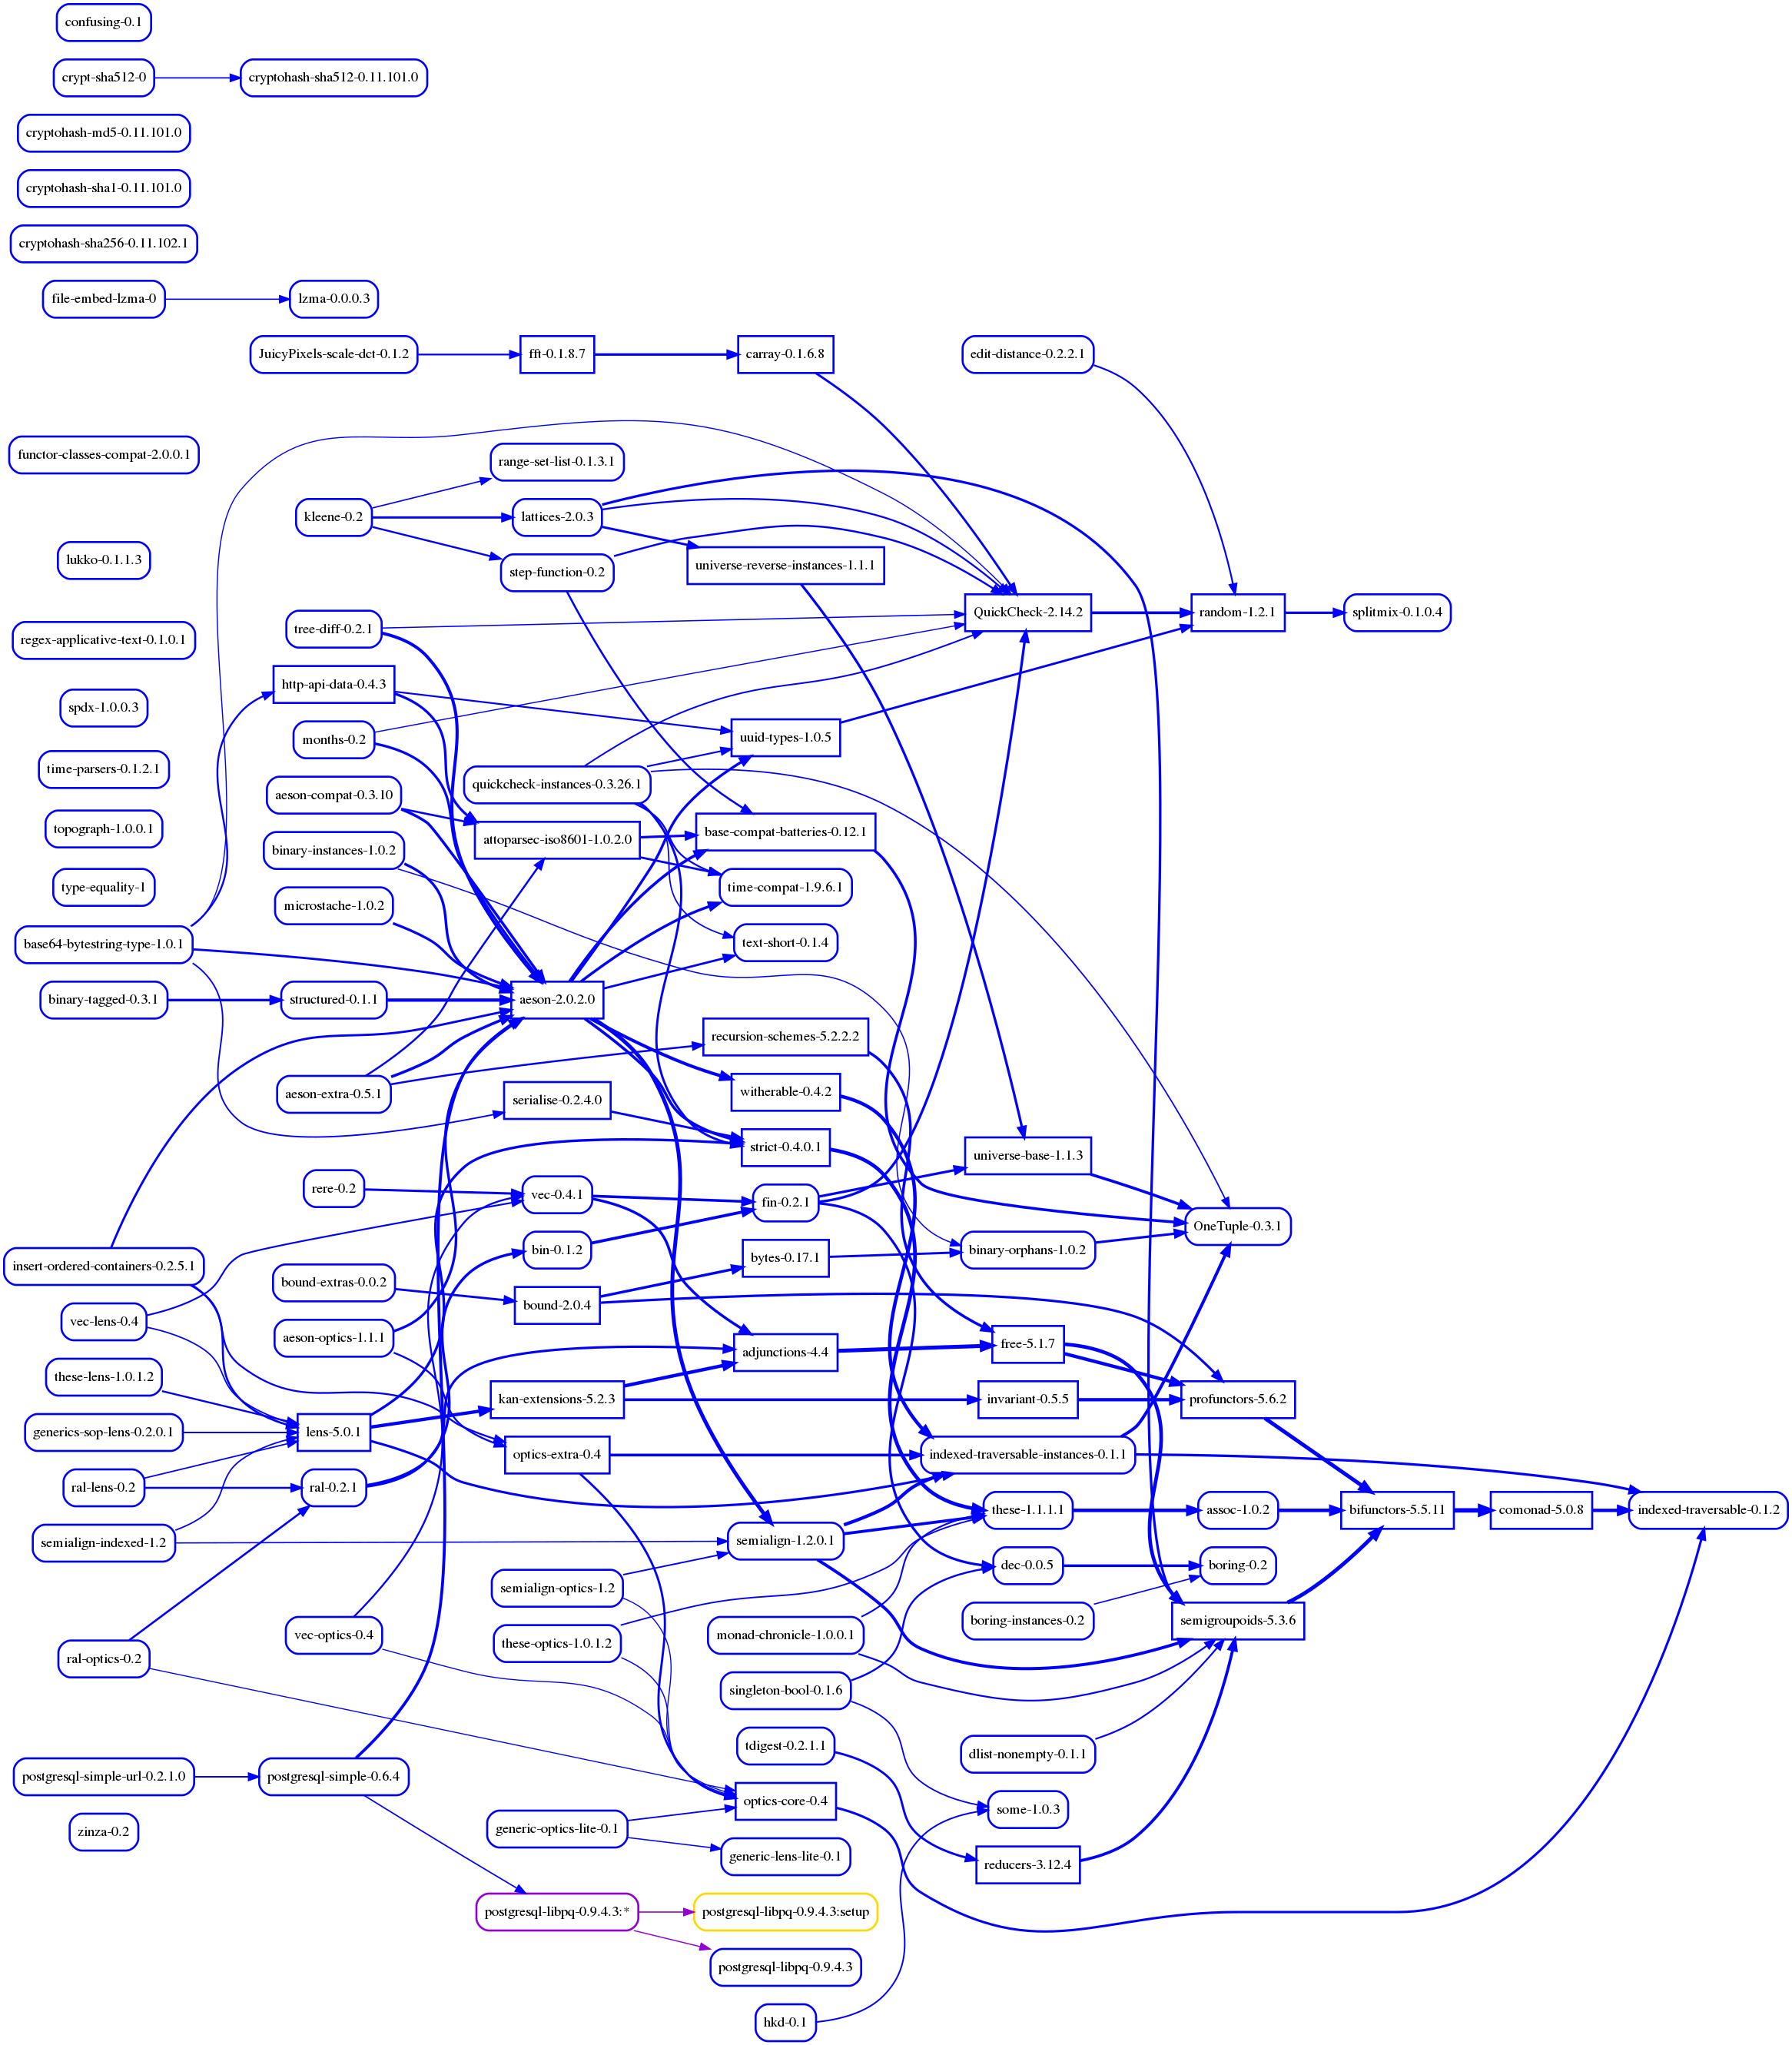 confusing-0.1
crypt-sha512-0
cryptohash-sha512-0.11.101.0
cryptohash-md5-0.11.101.0
cryptohash-sha1-0.11.101.0
cryptohash-sha256-0.11.102.1
file-embed-lzma-0
lzma-0.0.0.3
JuicyPixels-scale-dct-0.1.2
fft-0.1.8.7
carray-0.1.6.8
edit-distance-0.2.2.1
functor-classes-compat-2.0.0.1
range-set-list-0.1.3.1
kleene-0.2
lattices-2.0.3
lukko-0.1.1.3
step-function-0.2
universe-reverse-instances-1.1.1
QuickCheck-2.14.2
random-1.2.1
splitmix-0.1.0.4
regex-applicative-text-0.1.0.1
tree-diff-0.2.1
http-api-data-0.4.3
spdx-1.0.0.3
months-0.2
uuid-types-1.0.5
time-parsers-0.1.2.1
quickcheck-instances-0.3.26.1
aeson-compat-0.3.10
topograph-1.0.0.1
attoparsec-iso8601-1.0.2.0
base-compat-batteries-0.12.1
binary-instances-1.0.2
type-equality-1
time-compat-1.9.6.1
microstache-1.0.2
base64-bytestring-type-1.0.1
text-short-0.1.4
binary-tagged-0.3.1
structured-0.1.1
aeson-2.0.2.0
recursion-schemes-5.2.2.2
aeson-extra-0.5.1
serialise-0.2.4.0
witherable-0.4.2
strict-0.4.0.1
universe-base-1.1.3
rere-0.2
vec-0.4.1
fin-0.2.1
OneTuple-0.3.1
insert-ordered-containers-0.2.5.1
bin-0.1.2
bytes-0.17.1
binary-orphans-1.0.2
bound-extras-0.0.2
bound-2.0.4
vec-lens-0.4
aeson-optics-1.1.1
adjunctions-4.4
free-5.1.7
these-lens-1.0.1.2
kan-extensions-5.2.3
invariant-0.5.5
profunctors-5.6.2
generics-sop-lens-0.2.0.1
lens-5.0.1
optics-extra-0.4
indexed-traversable-instances-0.1.1
ral-lens-0.2
ral-0.2.1
these-1.1.1.1
assoc-1.0.2
bifunctors-5.5.11
comonad-5.0.8
indexed-traversable-0.1.2
semialign-indexed-1.2
semialign-1.2.0.1
dec-0.0.5
boring-0.2
semialign-optics-1.2
boring-instances-0.2
semigroupoids-5.3.6
vec-optics-0.4
these-optics-1.0.1.2
monad-chronicle-1.0.0.1
ral-optics-0.2
singleton-bool-0.1.6
tdigest-0.2.1.1
dlist-nonempty-0.1.1
postgresql-simple-url-0.2.1.0
postgresql-simple-0.6.4
optics-core-0.4
some-1.0.3
zinza-0.2
generic-optics-lite-0.1
generic-lens-lite-0.1
reducers-3.12.4
postgresql-libpq-0.9.4.3:*
postgresql-libpq-0.9.4.3:setup
postgresql-libpq-0.9.4.3
hkd-0.1